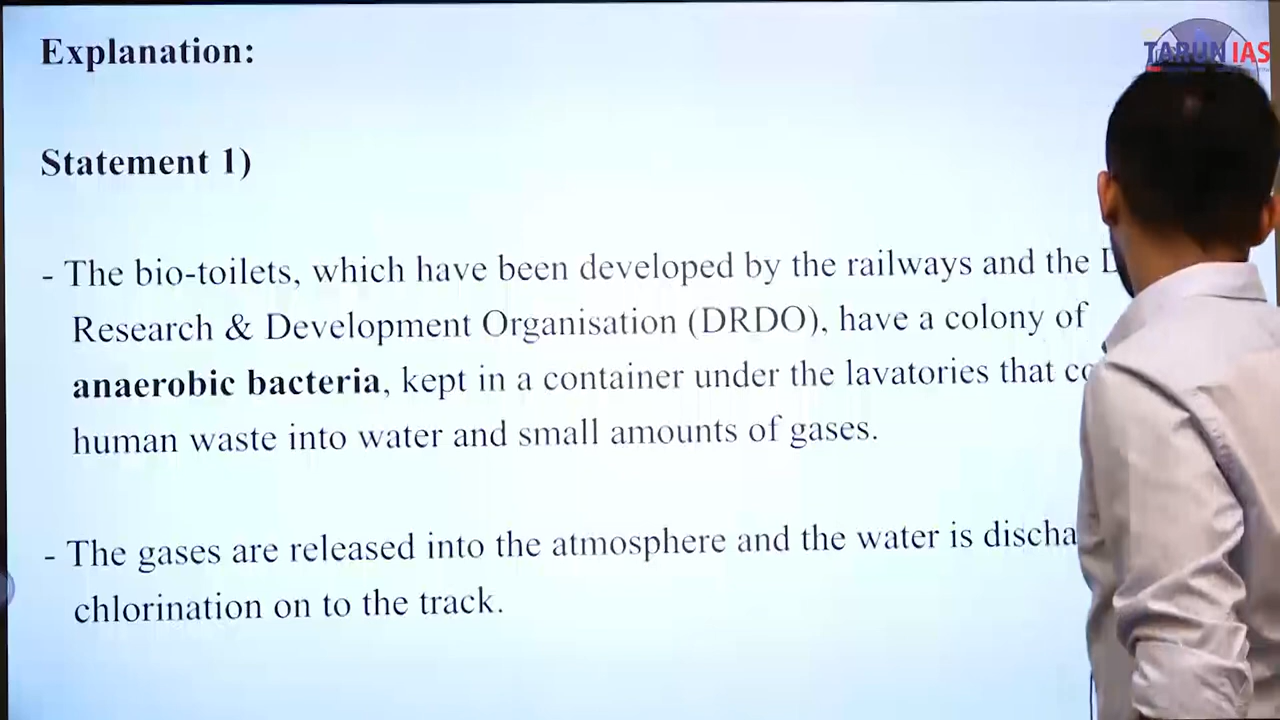 TARUN IAS
Explanation:
Statement 1)
- The bio-toilets, which have been developed by the railways and the
Research & Development Organisation (DRDO), have a colony of
anaerobic bacteria, kept in a container under the lavatories that
human waste into water and small amounts of gases.
- The gases are released into the atmosphere and the water is
chlorination on to the track.